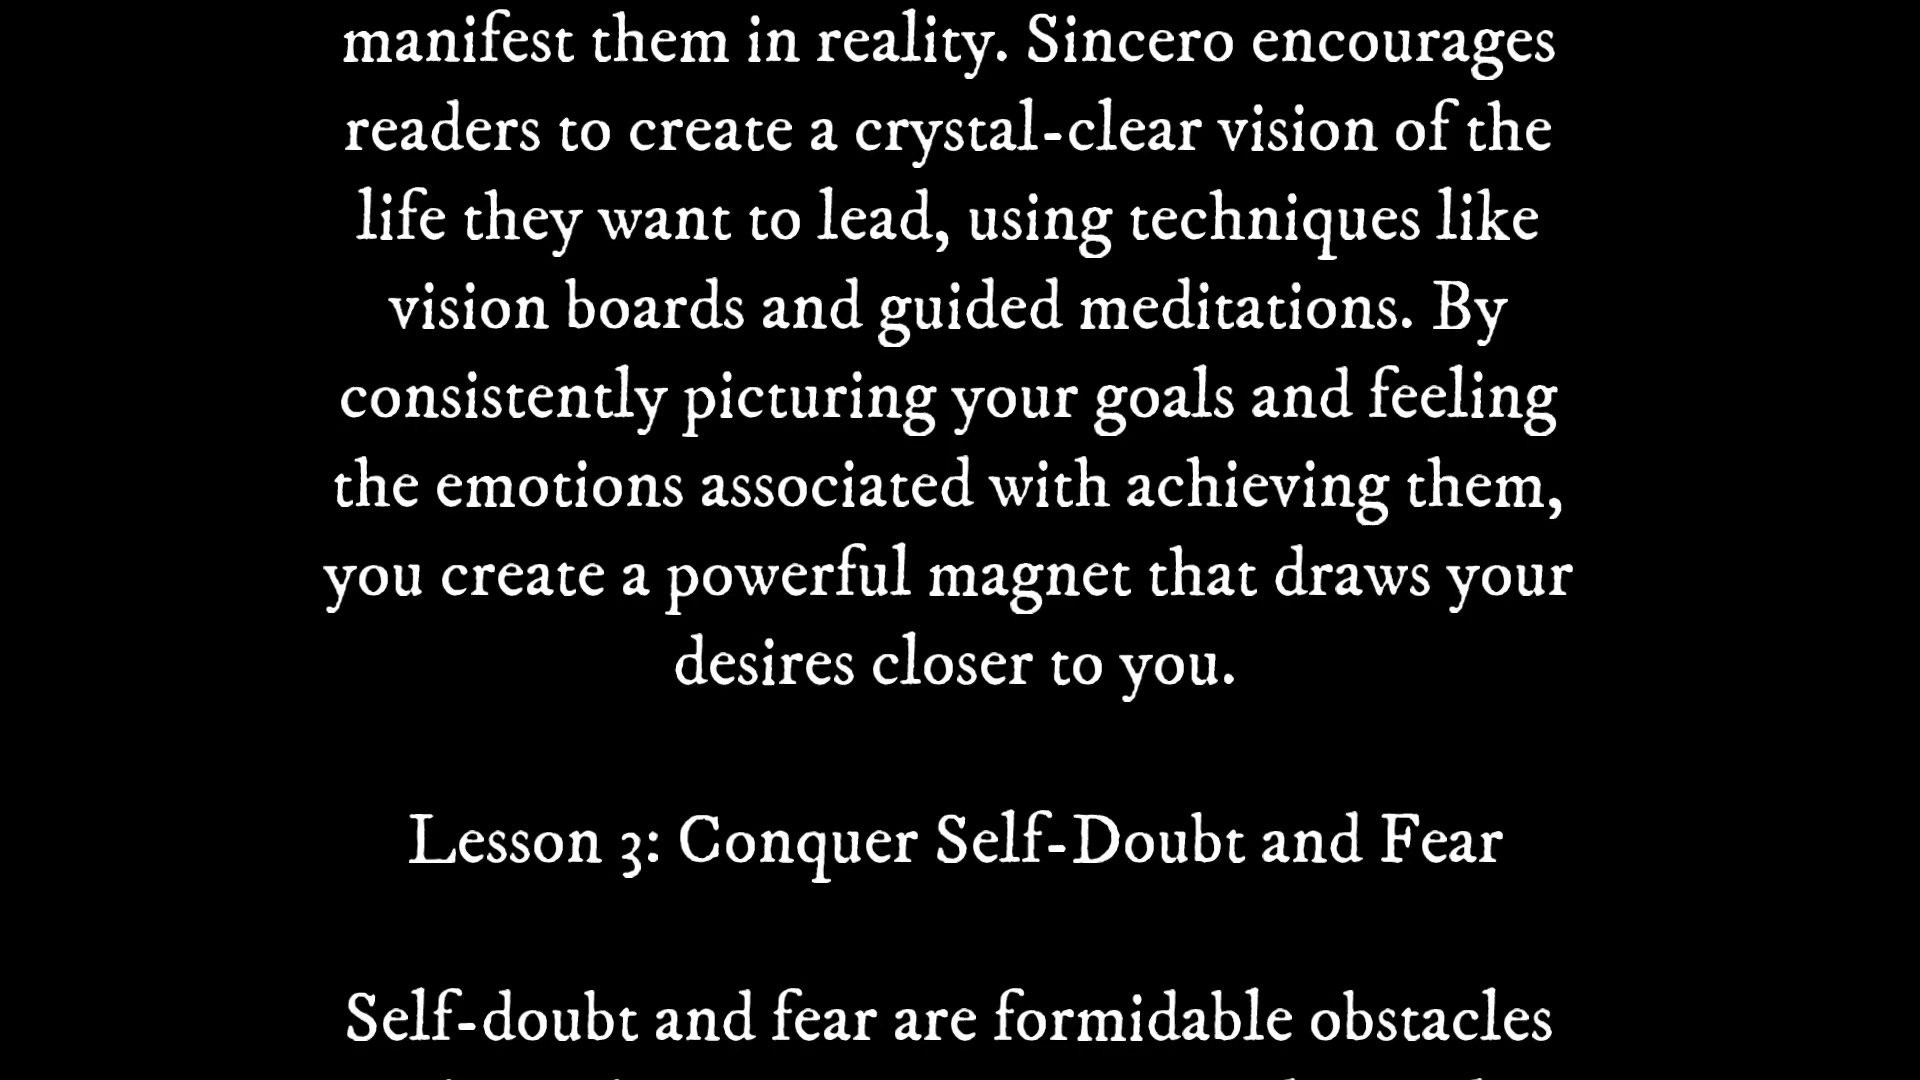 manifest them in reality. Sincero encourages
readers to create a crystal-clear vision of the
life they want to lead, using techniques like
vision boards and guided meditations. By
consistently picturing your goals and feeling
the emotions associated with achieving them,
you create a powerful magnet that draws your
desires closer to you.
Lesson 3: Conquer Self-Doubt and Fear
Self-doubt and fear are formidable obstacles